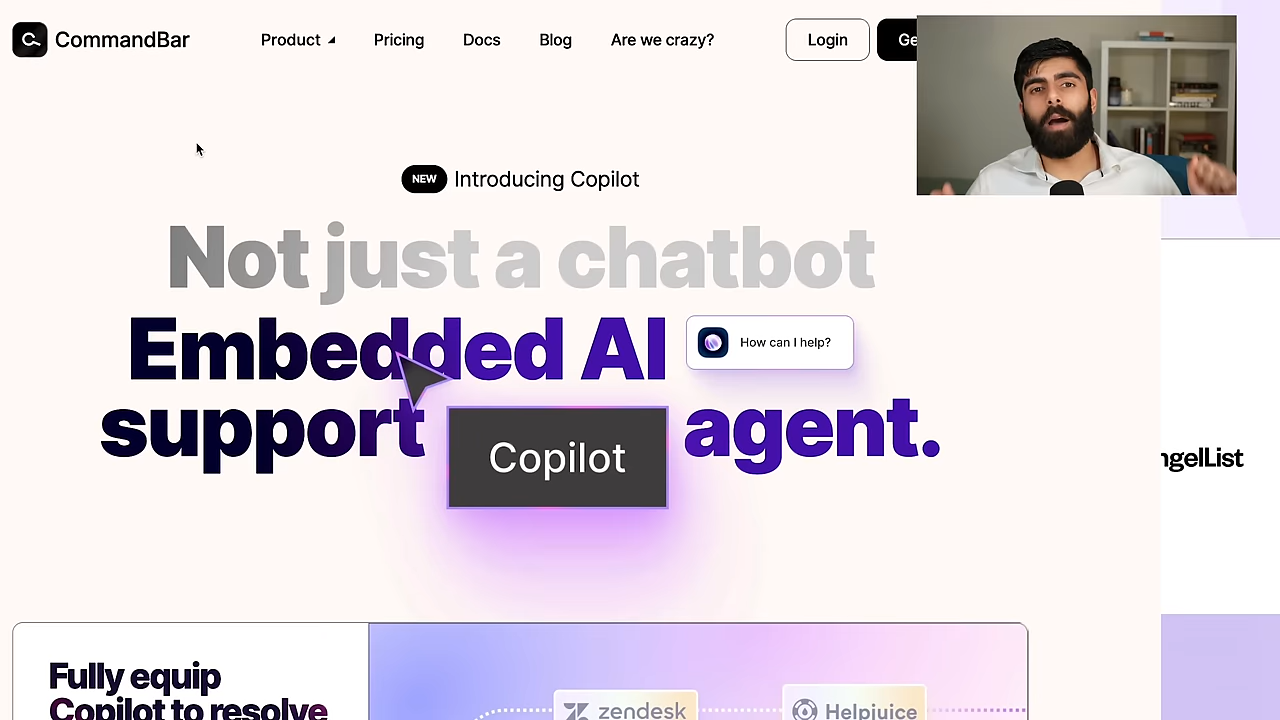 CommandBar
Product
Pricing
Docs
Blog
Are we crazy?
Login
NEW Introducing Copilot
Not just a chatbot
Embedded AI
How can I help?
support
Copilot
agent.
Fully equip
Copilot to resolve
zendesk
Helpjuice